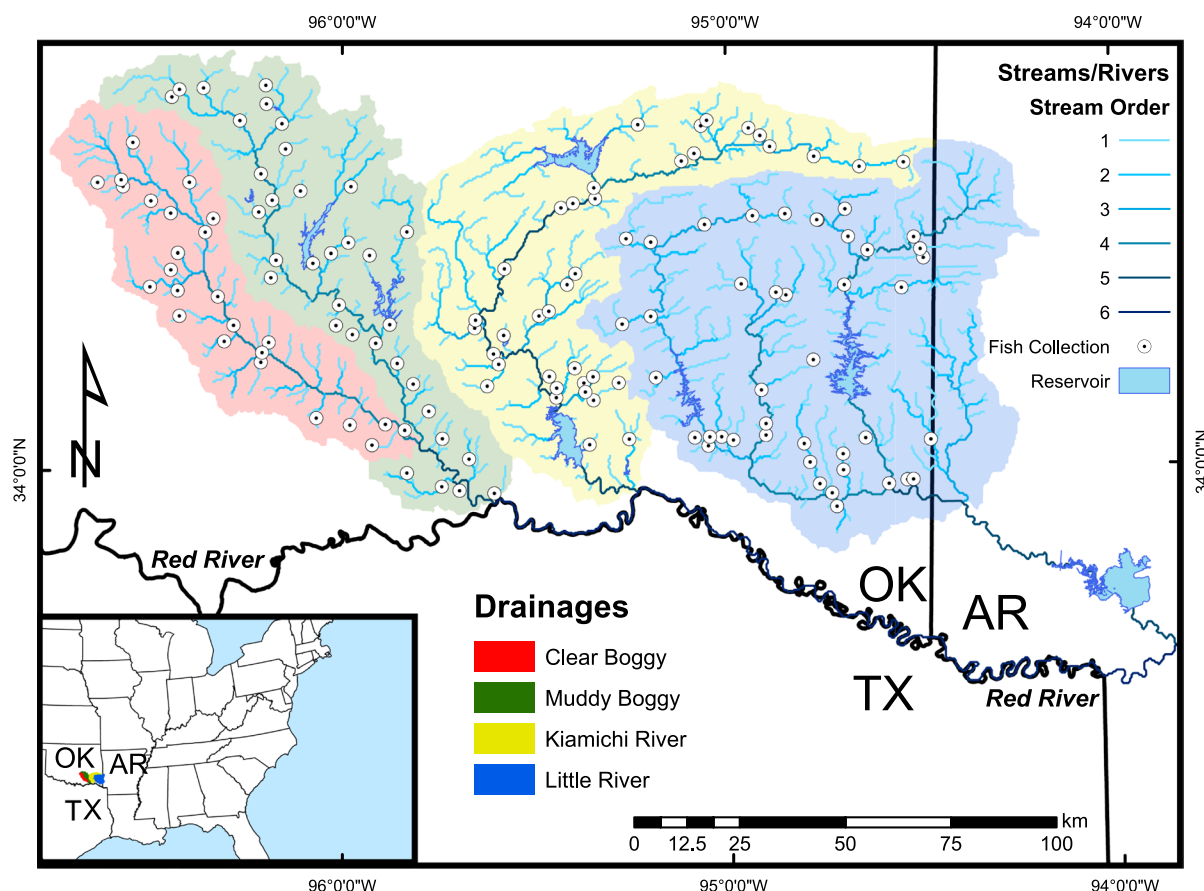 96°0'0"W 95°0'0"W 94°0'0"W
Streams/Rivers
Stream Order
1
2
3
4
5
6
Fish Collection
Reservoir
N
34°0'0"N
34°0'0"N
Red River
OK
AR
TX
Red River
Drainages
Clear Boggy
Muddy Boggy
Kiamichi River
Little River
OK AR
TX
km
0 12.5 25 50 75 100
96°0'0"W 95°0'0"W 94°0'0"W